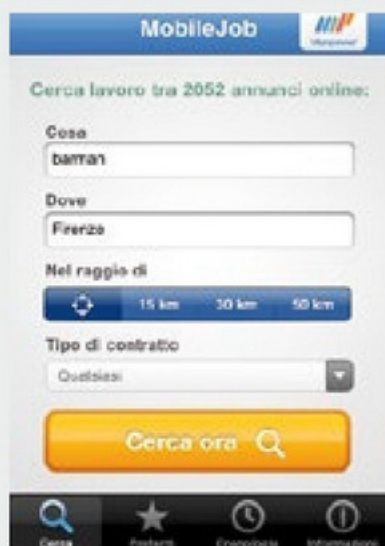 MobileJob
Manpower
Cerca lavoro tra 2052 annunci online:
Cosa
barman
Dove
Firenze
Nel raggio di
15 km 30 km 50 km
Tipo di contratto
Qualsiasi
Cerca ora
Cerca Preferiti Cronologia Informazioni